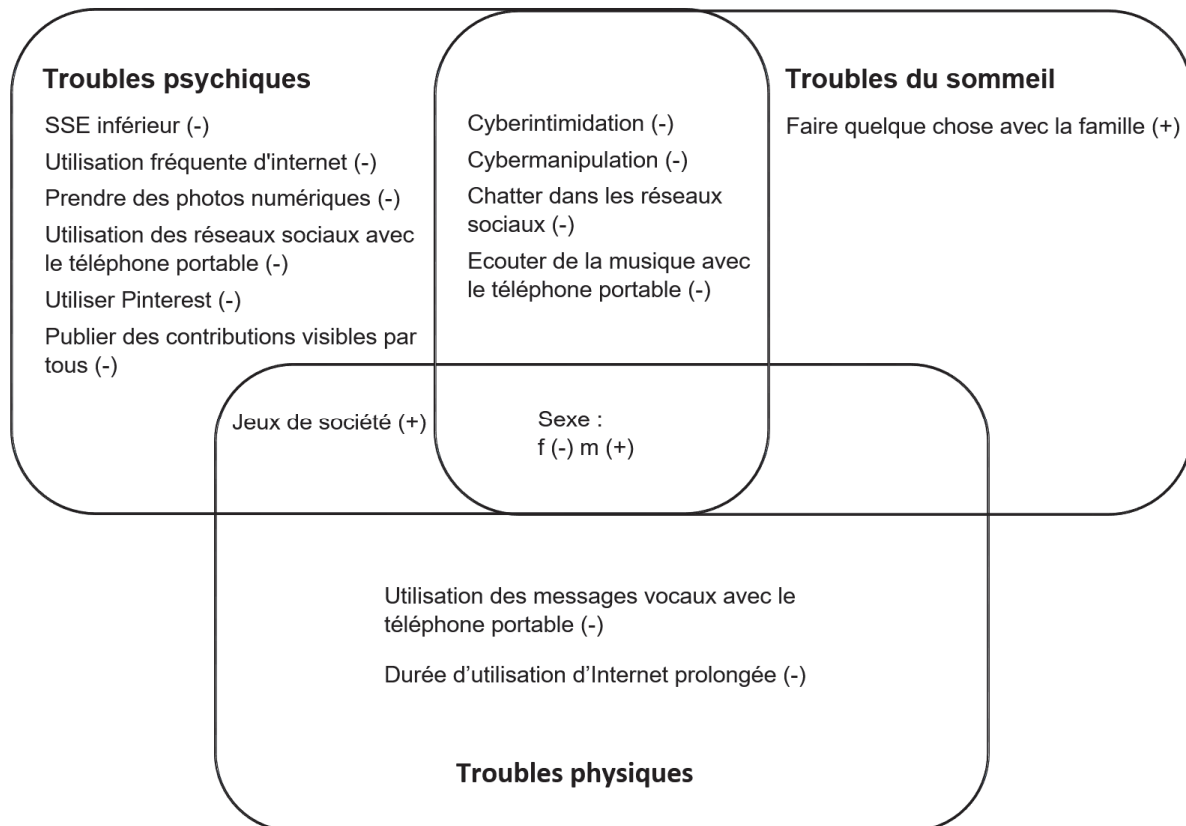 Troubles psychiques
SSE inférieur (-)
Utilisation fréquente d'internet (-)
Prendre des photos numériques (-)
Utilisation des réseaux sociaux avec
le téléphone portable (-)
Utiliser Pinterest (-)
Publier des contributions visibles par
tous (-)
Cyberintimidation (-)
Cybermanipulation (-)
Chatter dans les réseaux
sociaux (-)
Ecouter de la musique avec
le téléphone portable (-)
Troubles du sommeil
Faire quelque chose avec la famille (+)
Jeux de société (+)
Sexe :
f (-) m (+)
Utilisation des messages vocaux avec le
téléphone portable (-)
Durée d’utilisation d’Internet prolongée (-)
Troubles physiques